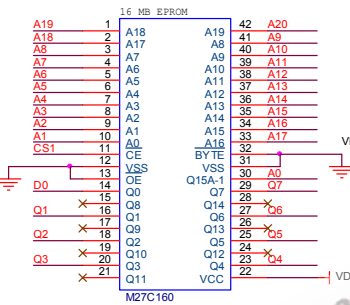 16 MB EPROM
A19 1 A18 A19 42 A20
A18 2 A17 A8 41 A9
A8 3 A7 A9 40 A10
A7 4 A6 A10 39 A11
A6 5 A5 A11 38 A12
A5 6 A4 A12 37 A13
A4 7 A3 A13 36 A14
A3 8 A2 A14 35 A15
A2 9 A1 A15 34 A16
A1 10 A0 A16 33 A17
CS1 11 CE BYTE 32
12 VSS VSS 31
13 OE Q15A-1 30 A0
D0 14 Q0 Q7 29 Q7
15 Q8 Q14 28
Q1 16 Q1 Q6 27 Q6
17 Q9 Q13 26
Q2 18 Q2 Q5 25 Q5
19 Q10 Q12 24
Q3 20 Q3 Q4 23 Q4
21 Q11 VCC 22
M27C160